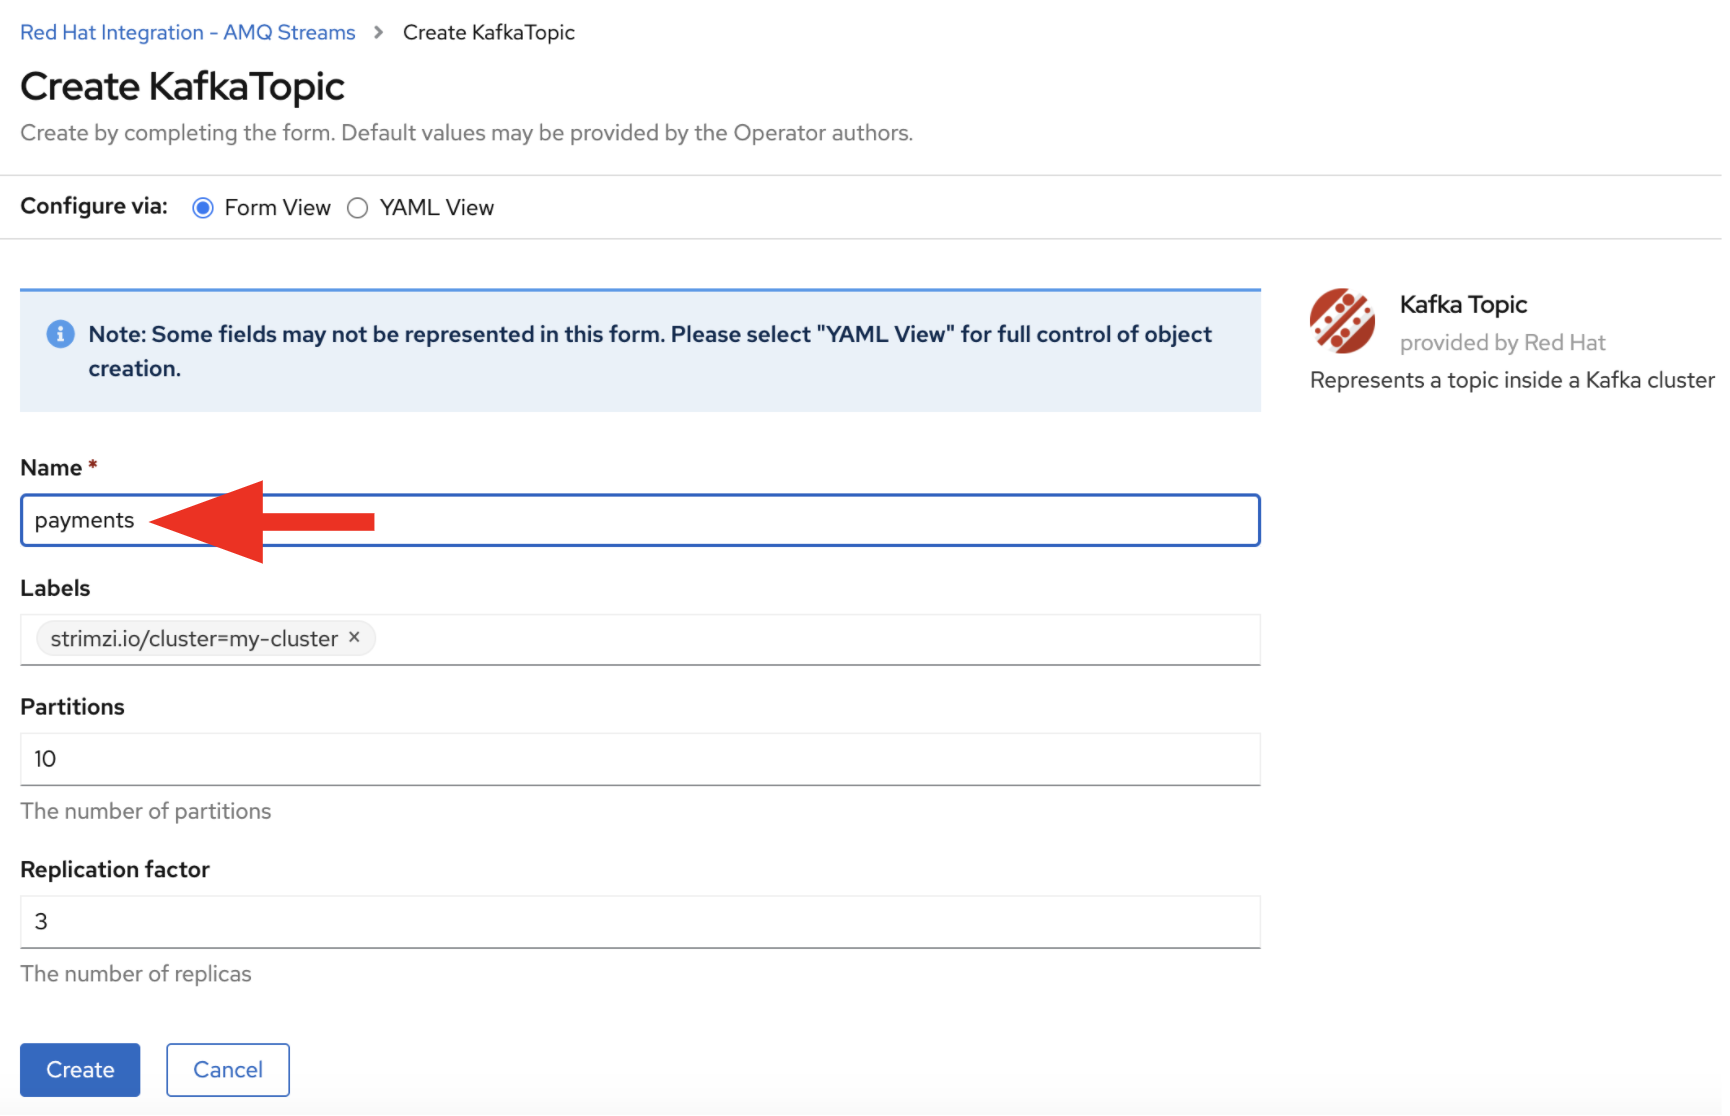 Red Hat Integration - AMQ Streams > Create KafkaTopic
Create KafkaTopic
Create by completing the form. Default values may be provided by the Operator authors.
Configure via: Form View YAML View
Note: Some fields may not be represented in this form. Please select "YAML View" for full control of object
creation.
Kafka Topic
provided by Red Hat
Represents a topic inside a Kafka cluster
Name *
payments
Labels
strimzi.io/cluster=my-cluster ×
Partitions
10
The number of partitions
Replication factor
3
The number of replicas
Create Cancel